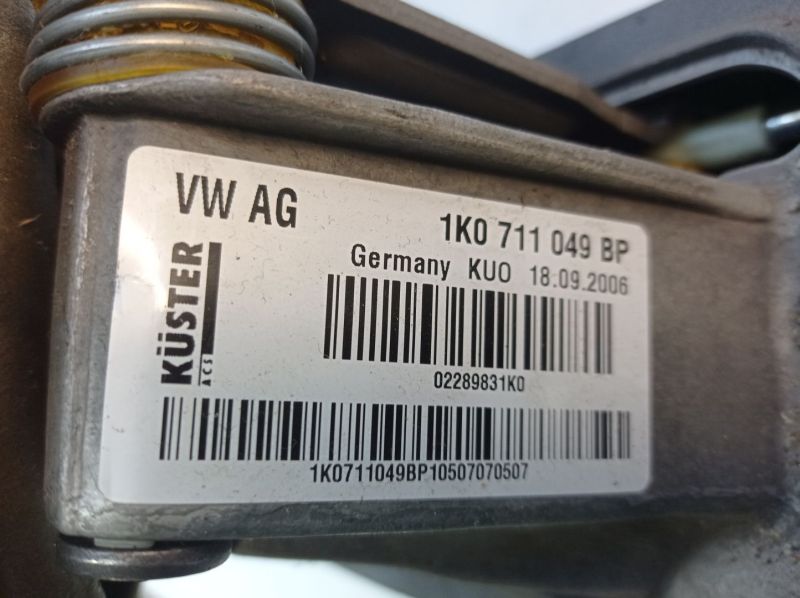 VW AG
1K0 711 049 BP
Germany KUO 18.09.2006
KÜSTER
ACS
02289831K0
1K0711049BP10507070507